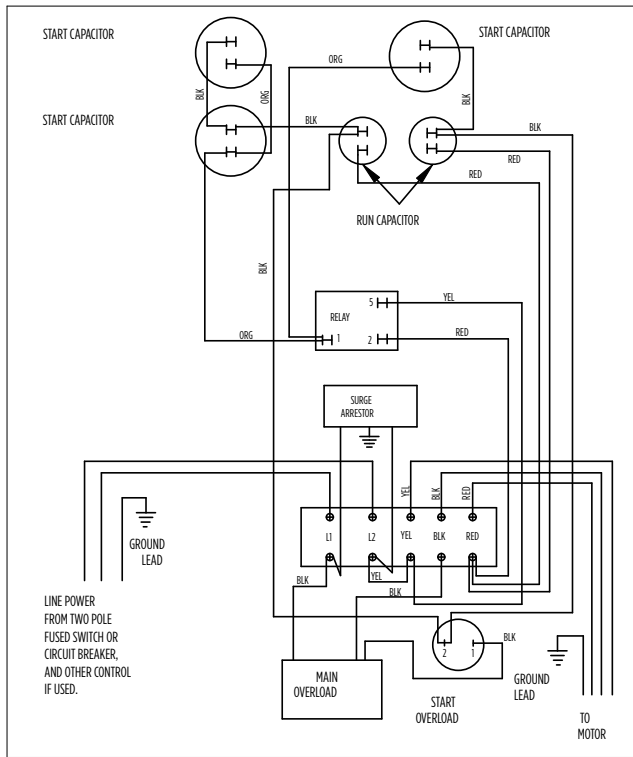 START CAPACITOR
START CAPACITOR
ORG
BLK
ORG
BLK
START CAPACITOR
BLK
BLK
RED
RED
RUN CAPACITOR
BLK
5
YEL
RELAY
ORG
1
2
RED
SURGE
ARRESTOR
YEL
BLK
RED
L1
L2
YEL
BLK
RED
GROUND
LEAD
BLK
YEL
BLK
LINE POWER
FROM TWO POLE
FUSED SWITCH OR
CIRCUIT BREAKER,
AND OTHER CONTROL
IF USED.
MAIN
OVERLOAD
2
1
BLK
START
OVERLOAD
GROUND
LEAD
TO
MOTOR